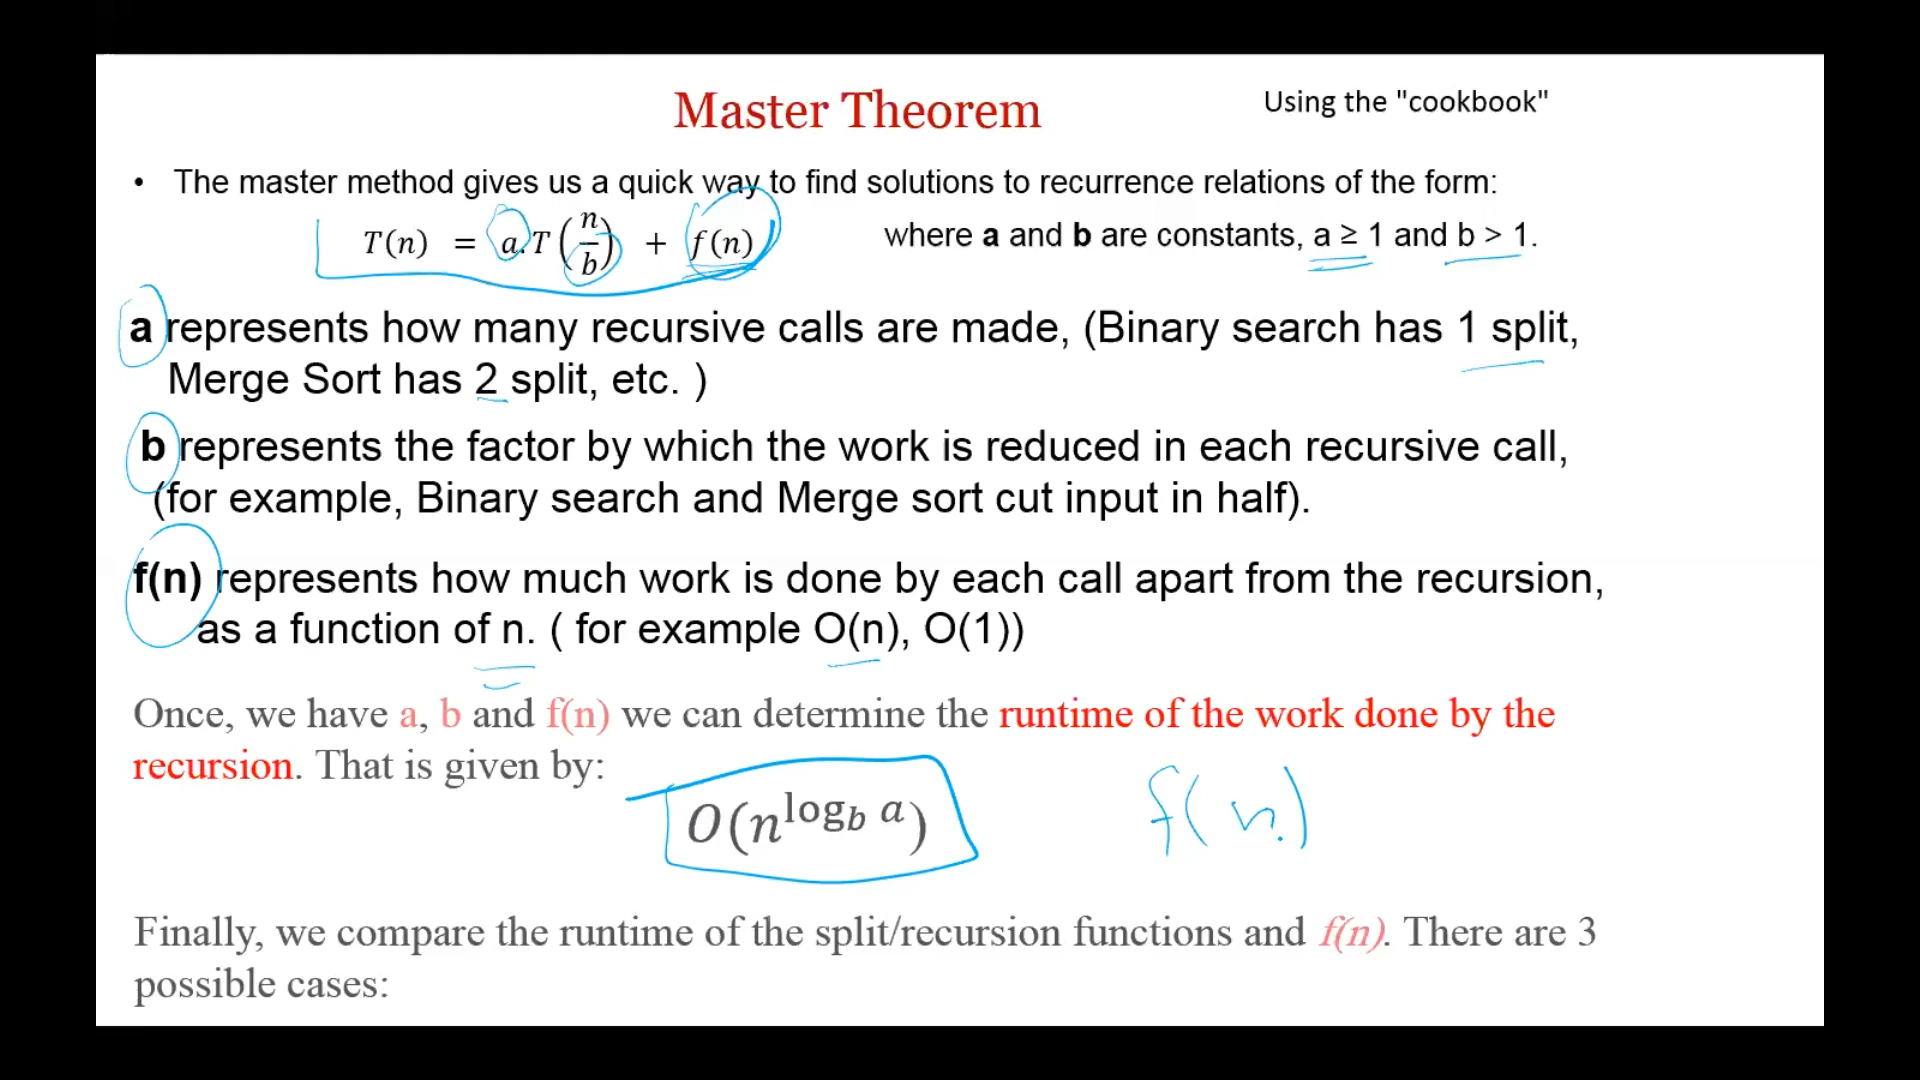 Master Theorem
Using the "cookbook"
• The master method gives us a quick way to find solutions to recurrence relations of the form:
T(n) = a.T(n/b) + f(n) where a and b are constants, a ≥ 1 and b > 1.
a represents how many recursive calls are made, (Binary search has 1 split,
Merge Sort has 2 split, etc. )
b represents the factor by which the work is reduced in each recursive call,
(for example, Binary search and Merge sort cut input in half).
f(n) represents how much work is done by each call apart from the recursion,
as a function of n. ( for example O(n), O(1))
Once, we have a, b and f(n) we can determine the runtime of the work done by the
recursion. That is given by:
O(n^{log_b a}) f(n)
Finally, we compare the runtime of the split/recursion functions and f(n). There are 3
possible cases: